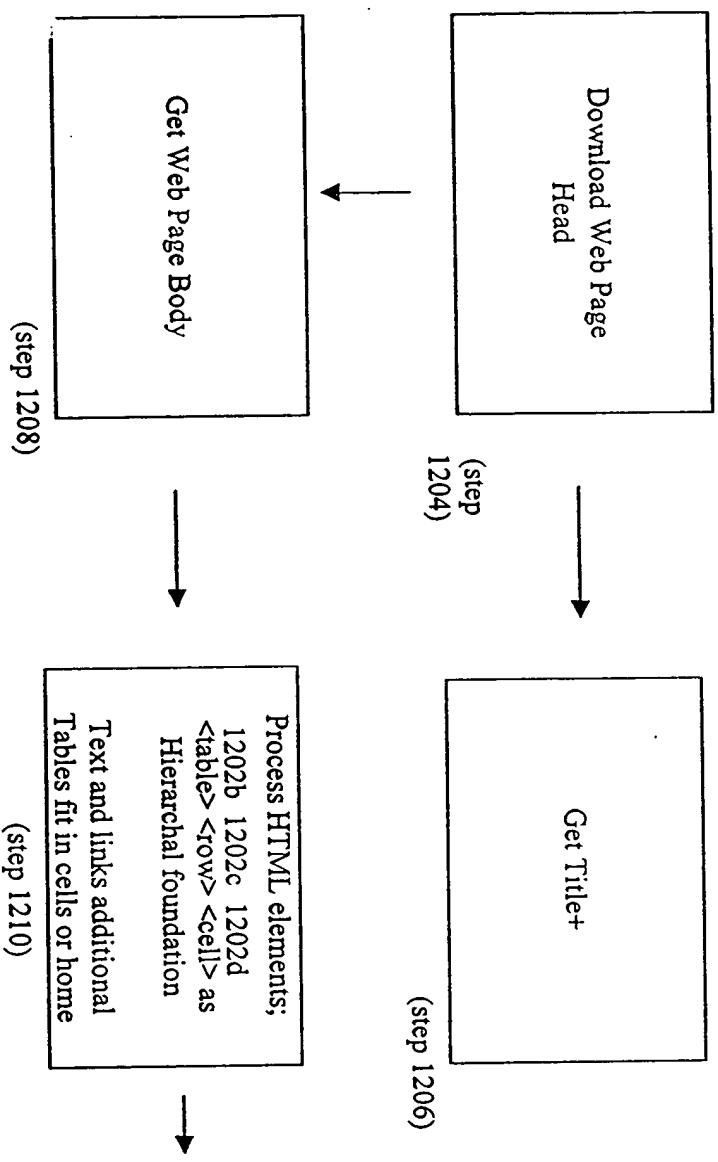 Download Web Page
Head
(step
1204)
Get Title+
(step 1206)
Get Web Page Body
(step 1208)
Process HTML elements;
1202b 1202c 1202d
<table> <row> <cell> as
Hierarchal foundation
Text and links additional
Tables fit in cells or home
(step 1210)